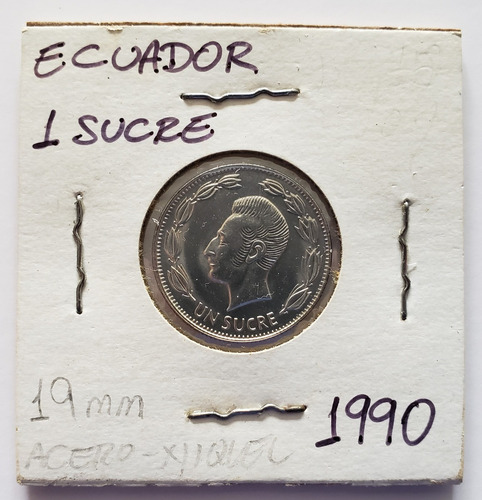 ECUADOR
1 SUCRE
UN SUCRE
19 mm
1990
ACERO-NIQUEL